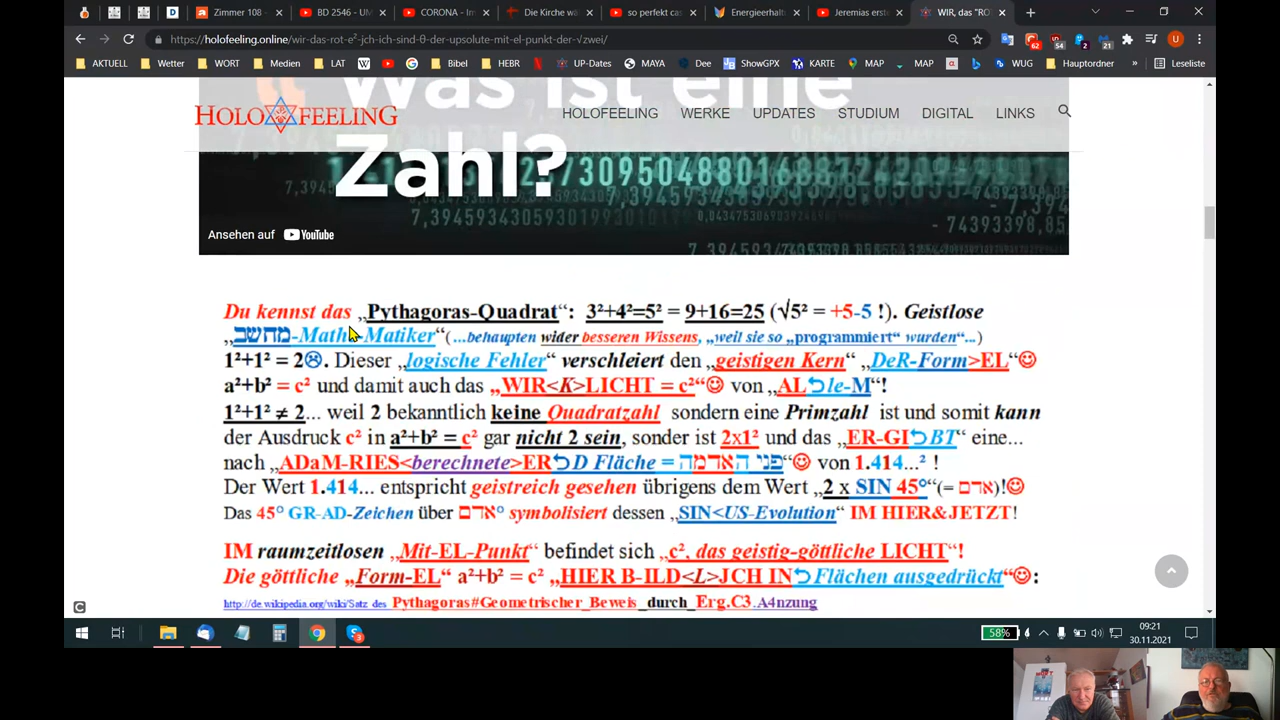 Zimmer 108 -
BD 2546 - UM
CORONA - Im
Die Kirche wä
so perfekt cas
Energieerhalt
Jeremias erste
WIR, das "RO
https://holofeeling.online/wir-das-rot-e²-jch-ich-sind-θ-der-upsolute-mit-el-punkt-der-√zwei/
AKTUELL Wetter WORT Medien LAT Bibel HEBR UP-Dates MAYA Dee ShowGPX KARTE MAP MAP WUG Hauptordner » Leseliste
Was ist eine
HOLOFEELING
HOLOFEELING WERKE UPDATES STUDIUM DIGITAL LINKS
Zahl?
Ansehen auf YouTube
Du kennst das „Pythagoras-Quadrat“: 3²+4²=5² = 9+16=25 (√5² = +5-5 !). Geistlose
„מחשב-Math-Matiker“(...behaupten wider besseren Wissens, „weil sie so „programmiert“ wurden“...)
1²+1² = 2☹. Dieser „logische Fehler“ verschleiert den „geistigen Kern“ „DeR-Form>EL“☺
a²+b² = c² und damit auch das „WIR<K>LICHT = c²“☺ von „AL⮌le-M“!
1²+1² ≠ 2... weil 2 bekanntlich keine Quadratzahl sondern eine Primzahl ist und somit kann
der Ausdruck c² in a²+b² = c² gar nicht 2 sein, sonder ist 2x1² und das „ER-GI⮌BT“ eine...
nach „ADaM-RIES<berechnete>ER⮌D Fläche = פני האדמה“☺ von 1.414...² !
Der Wert 1.414... entspricht geistreich gesehen übrigens dem Wert „2 x SIN 45°“(= אדם)!☺
Das 45° GR-AD-Zeichen über אדם° symbolisiert dessen „SIN<US-Evolution“ IM HIER&JETZT!
IM raumzeitlosen „Mit-EL-Punkt“ befindet sich „c², das geistig-göttliche LICHT“!
Die göttliche „Form-EL“ a²+b² = c² „HIER B-ILD<L>JCH IN⮌Flächen ausgedrückt“☺:
http://de.wikipedia.org/wiki/Satz_des_Pythagoras#Geometrischer_Beweis_durch_Erg.C3.A4nzung
58%
09:21
30.11.2021